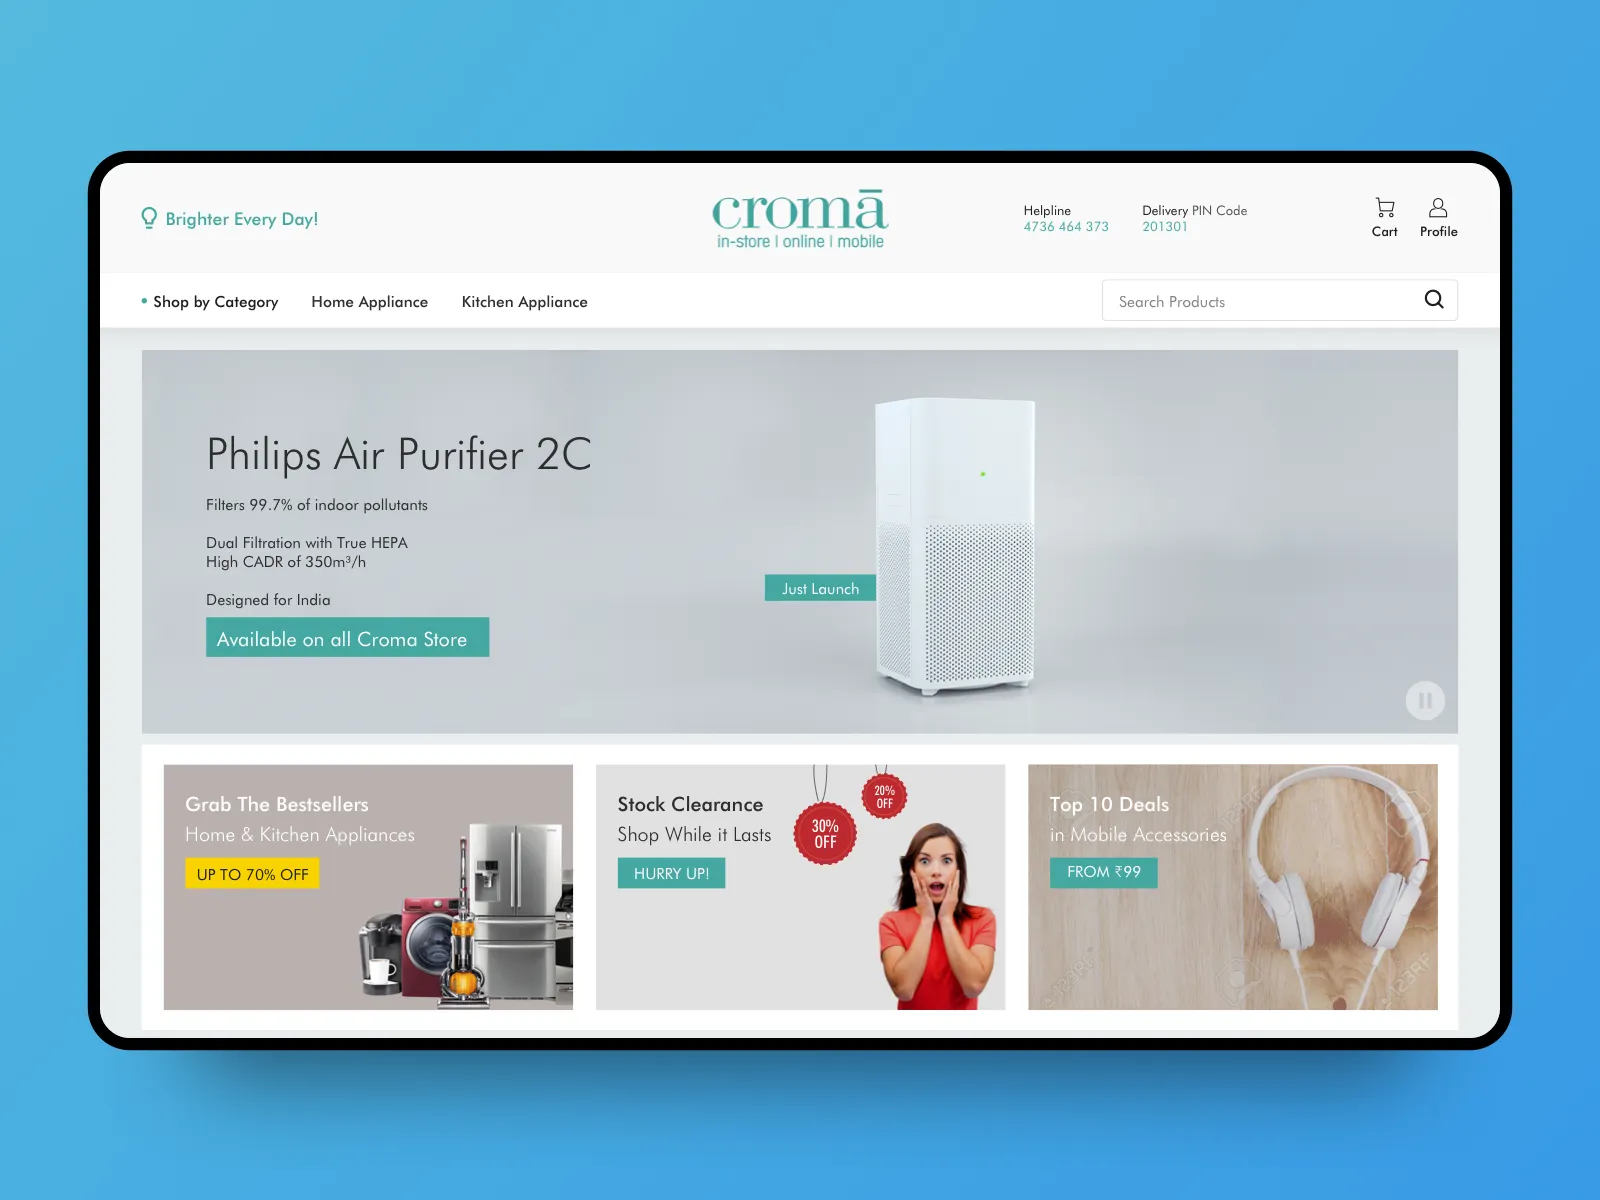 Brighter Every Day!
cromā
in-store | online | mobile
Helpline
4736 464 373
Delivery PIN Code
201301
Cart
Profile
Shop by Category
Home Appliance
Kitchen Appliance
Search Products
Philips Air Purifier 2C
Filters 99.7% of indoor pollutants
Dual Filtration with True HEPA
High CADR of 350m³/h
Designed for India
Available on all Croma Store
Just Launch
Grab The Bestsellers
Home & Kitchen Appliances
UP TO 70% OFF
Stock Clearance
Shop While it Lasts
HURRY UP!
30%
OFF
20%
OFF
Top 10 Deals
in Mobile Accessories
FROM ₹99
123RF
123RF
123RF